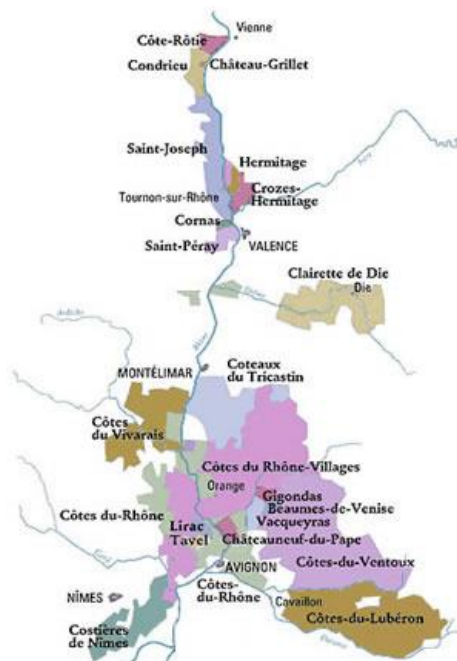 Vienne
Côte-Rôtie
Condrieu
Château-Grillet
Saint-Joseph
Hermitage
Tournon-sur-Rhône
Crozes-
Hermitage
Cornas
Saint-Péray
VALENCE
Clairette de Die
Die
Ardèche
Rhône
MONTÉLIMAR
Coteaux
du Tricastin
Côtes
du Vivarais
Côtes du Rhône-Villages
Orange
Gigondas
Beaumes-de-Venise
Vacqueyras
Côtes du-Rhône
Lirac
Tavel
Châteauneuf-du-Pape
Côtes-du-Ventoux
AVIGNON
Côtes-
du-Rhône
NÎMES
Cavaillon
Côtes-du-Lubéron
Costières
de Nîmes